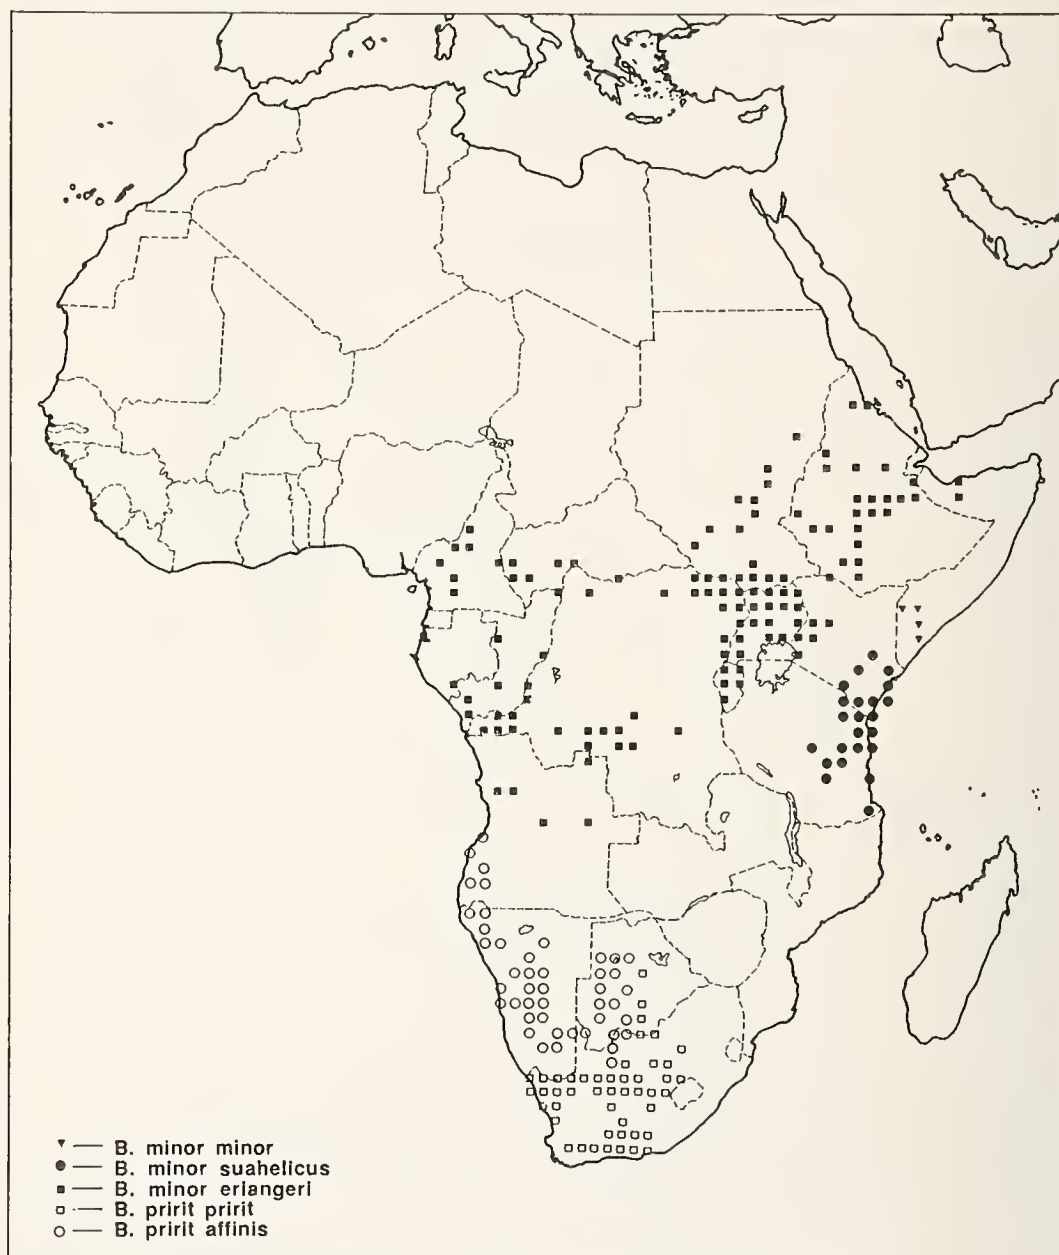 B. minor minor
B. minor suahelicus
B. minor erlangeri
B. pririt pririt
B. pririt affinis